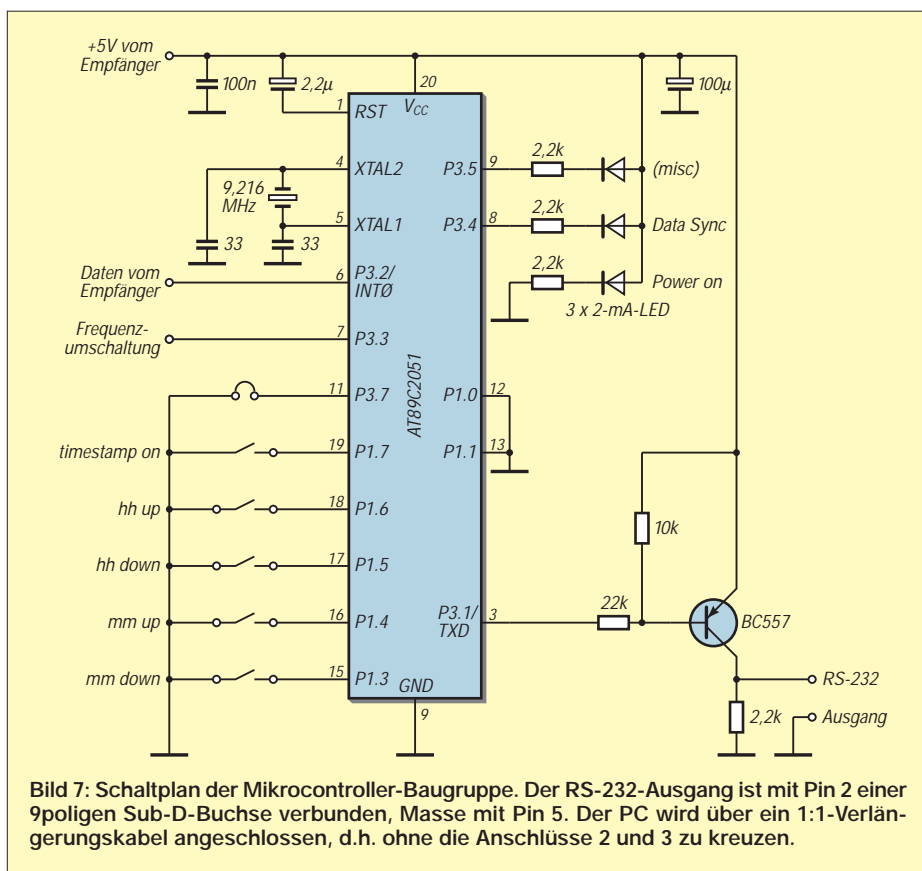 +5V vom
Empfänger
100n
2,2µ
20
100µ
1
RST
VCC
4
XTAL2
P3.5
9
2,2k
(misc)
9,216
MHz
5
XTAL1
P3.4
8
2,2k
Data Sync
33
33
Daten vom
Empfänger
6
P3.2/
INTØ
2,2k
Power on
3 x 2-mA-LED
Frequenz-
umschaltung
7
P3.3
AT89C2051
11
P3.7
P1.0
12
timestamp on
19
P1.7
P1.1
13
hh up
18
P1.6
10k
hh down
17
P1.5
mm up
16
P1.4
P3.1/
TXD
3
22k
BC557
mm down
15
P1.3
GND
9
RS-232
2,2k
Ausgang
Bild 7: Schaltplan der Mikrocontroller-Baugruppe. Der RS-232-Ausgang ist mit Pin 2 einer
9poligen Sub-D-Buchse verbunden, Masse mit Pin 5. Der PC wird über ein 1:1-Verlän-
gerungskabel angeschlossen, d.h. ohne die Anschlüsse 2 und 3 zu kreuzen.